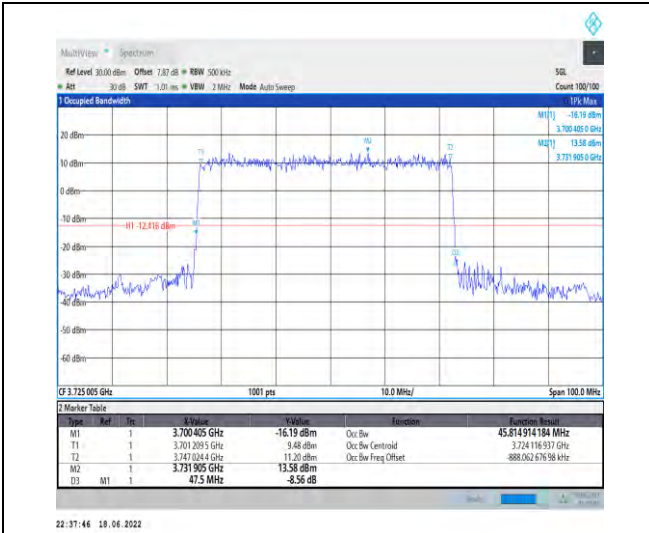 MultiView Spectrum
Ref Level 30.00 dBm Offset 7.87 dB RBW 500 kHz SGL
Att 30 dB SWT 1.01 ms VBW 2 MHz Mode Auto Sweep Count 100/100
1 Occupied Bandwidth 1Pk Max
M1[1] -16.19 dBm
3.700 405 0 GHz
M2[1] 13.58 dBm
3.731 905 0 GHz
20 dBm
M2
T1 T2
10 dBm
0 dBm
-10 dBm
H1 -12.416 dBm
M1
-20 dBm
D3
-30 dBm
-40 dBm
-50 dBm
-60 dBm
CF 3.725 005 GHz 1001 pts 10.0 MHz/ Span 100.0 MHz
2 Marker Table
Type Ref Trc X-Value Y-Value Function Function Result
M1 1 3.700 405 GHz -16.19 dBm Occ Bw 45.814 914 184 MHz
T1 1 3.701 209 5 GHz 9.48 dBm Occ Bw Centroid 3.724 116 937 GHz
T2 1 3.747 024 4 GHz 11.20 dBm Occ Bw Freq Offset -888.062 676 98 kHz
M2 1 3.731 905 GHz 13.58 dBm
D3 M1 1 47.5 MHz -8.56 dB
22:37:46 18.06.2022